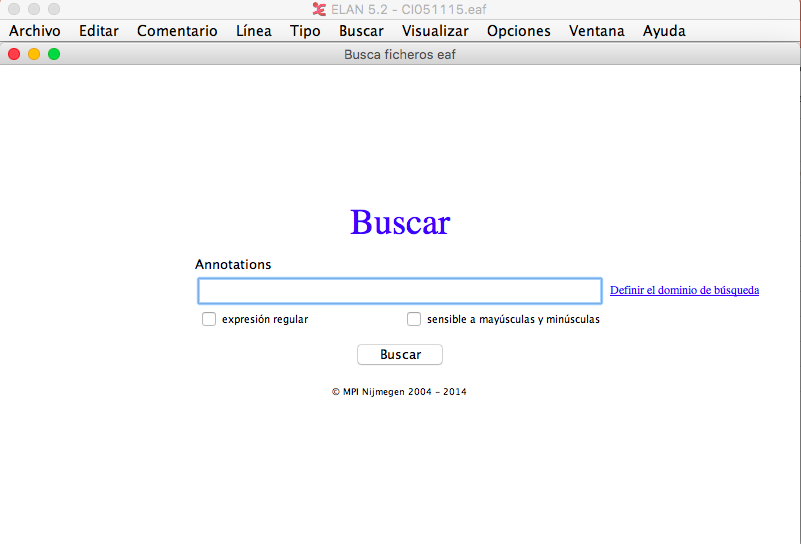 ELAN 5.2 - CI051115.eaf
Archivo Editar Comentario Línea Tipo Buscar Visualizar Opciones Ventana Ayuda
Busca ficheros eaf
Buscar
Annotations
Definir el dominio de búsqueda
expresión regular sensible a mayúsculas y minúsculas
Buscar
© MPI Nijmegen 2004 - 2014